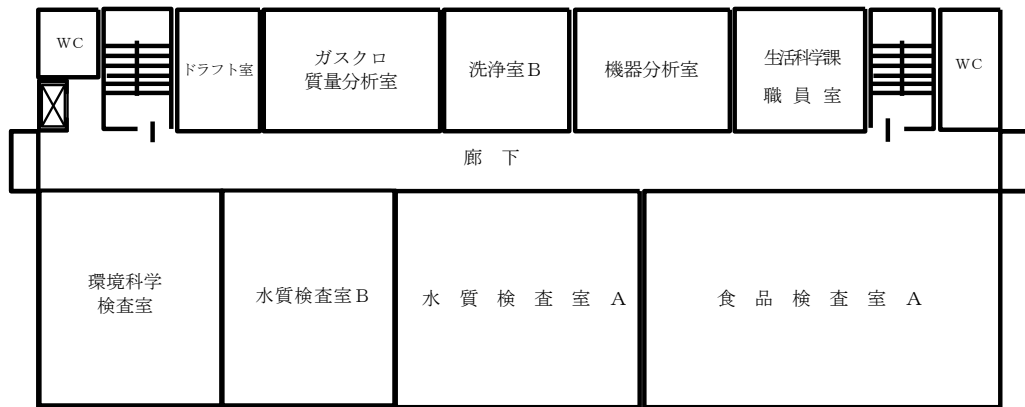 WC
ドラフト室
ガスクロ
質量分析室
洗浄室B
機器分析室
生活科学課
職員室
WC
廊下
環境科学
検査室
水質検査室B
水質検査室A
食品検査室A